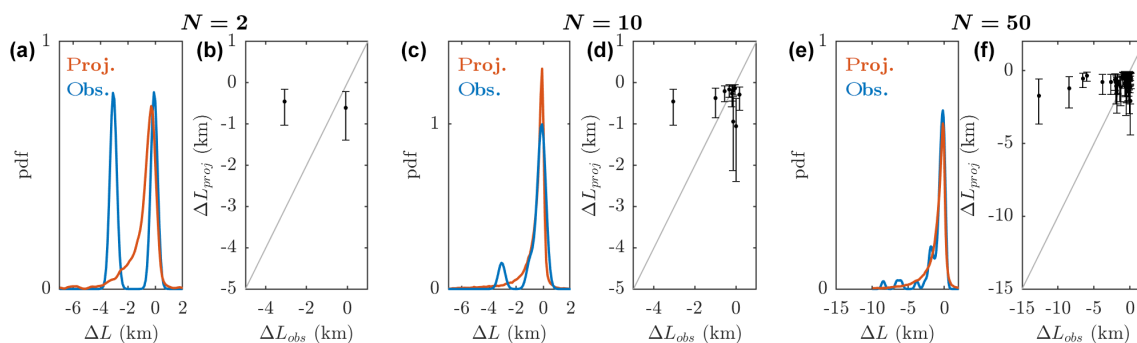 N = 2
N = 10
N = 50
(a)
Proj.
Obs.
1
0
pdf
-6 -4 -2 0 2
ΔL (km)
(b)
1
0
-1
-2
-3
-4
-5
ΔL_proj (km)
-4 -2 0
ΔL_obs (km)
(c)
Proj.
Obs.
1
0
pdf
-6 -4 -2 0 2
ΔL (km)
(d)
1
0
-1
-2
-3
-4
-5
ΔL_proj (km)
-4 -2 0
ΔL_obs (km)
(e)
Proj.
Obs.
1
0
pdf
-15 -10 -5 0
ΔL (km)
(f)
0
-5
-10
-15
ΔL_proj (km)
-15 -10 -5 0
ΔL_obs (km)